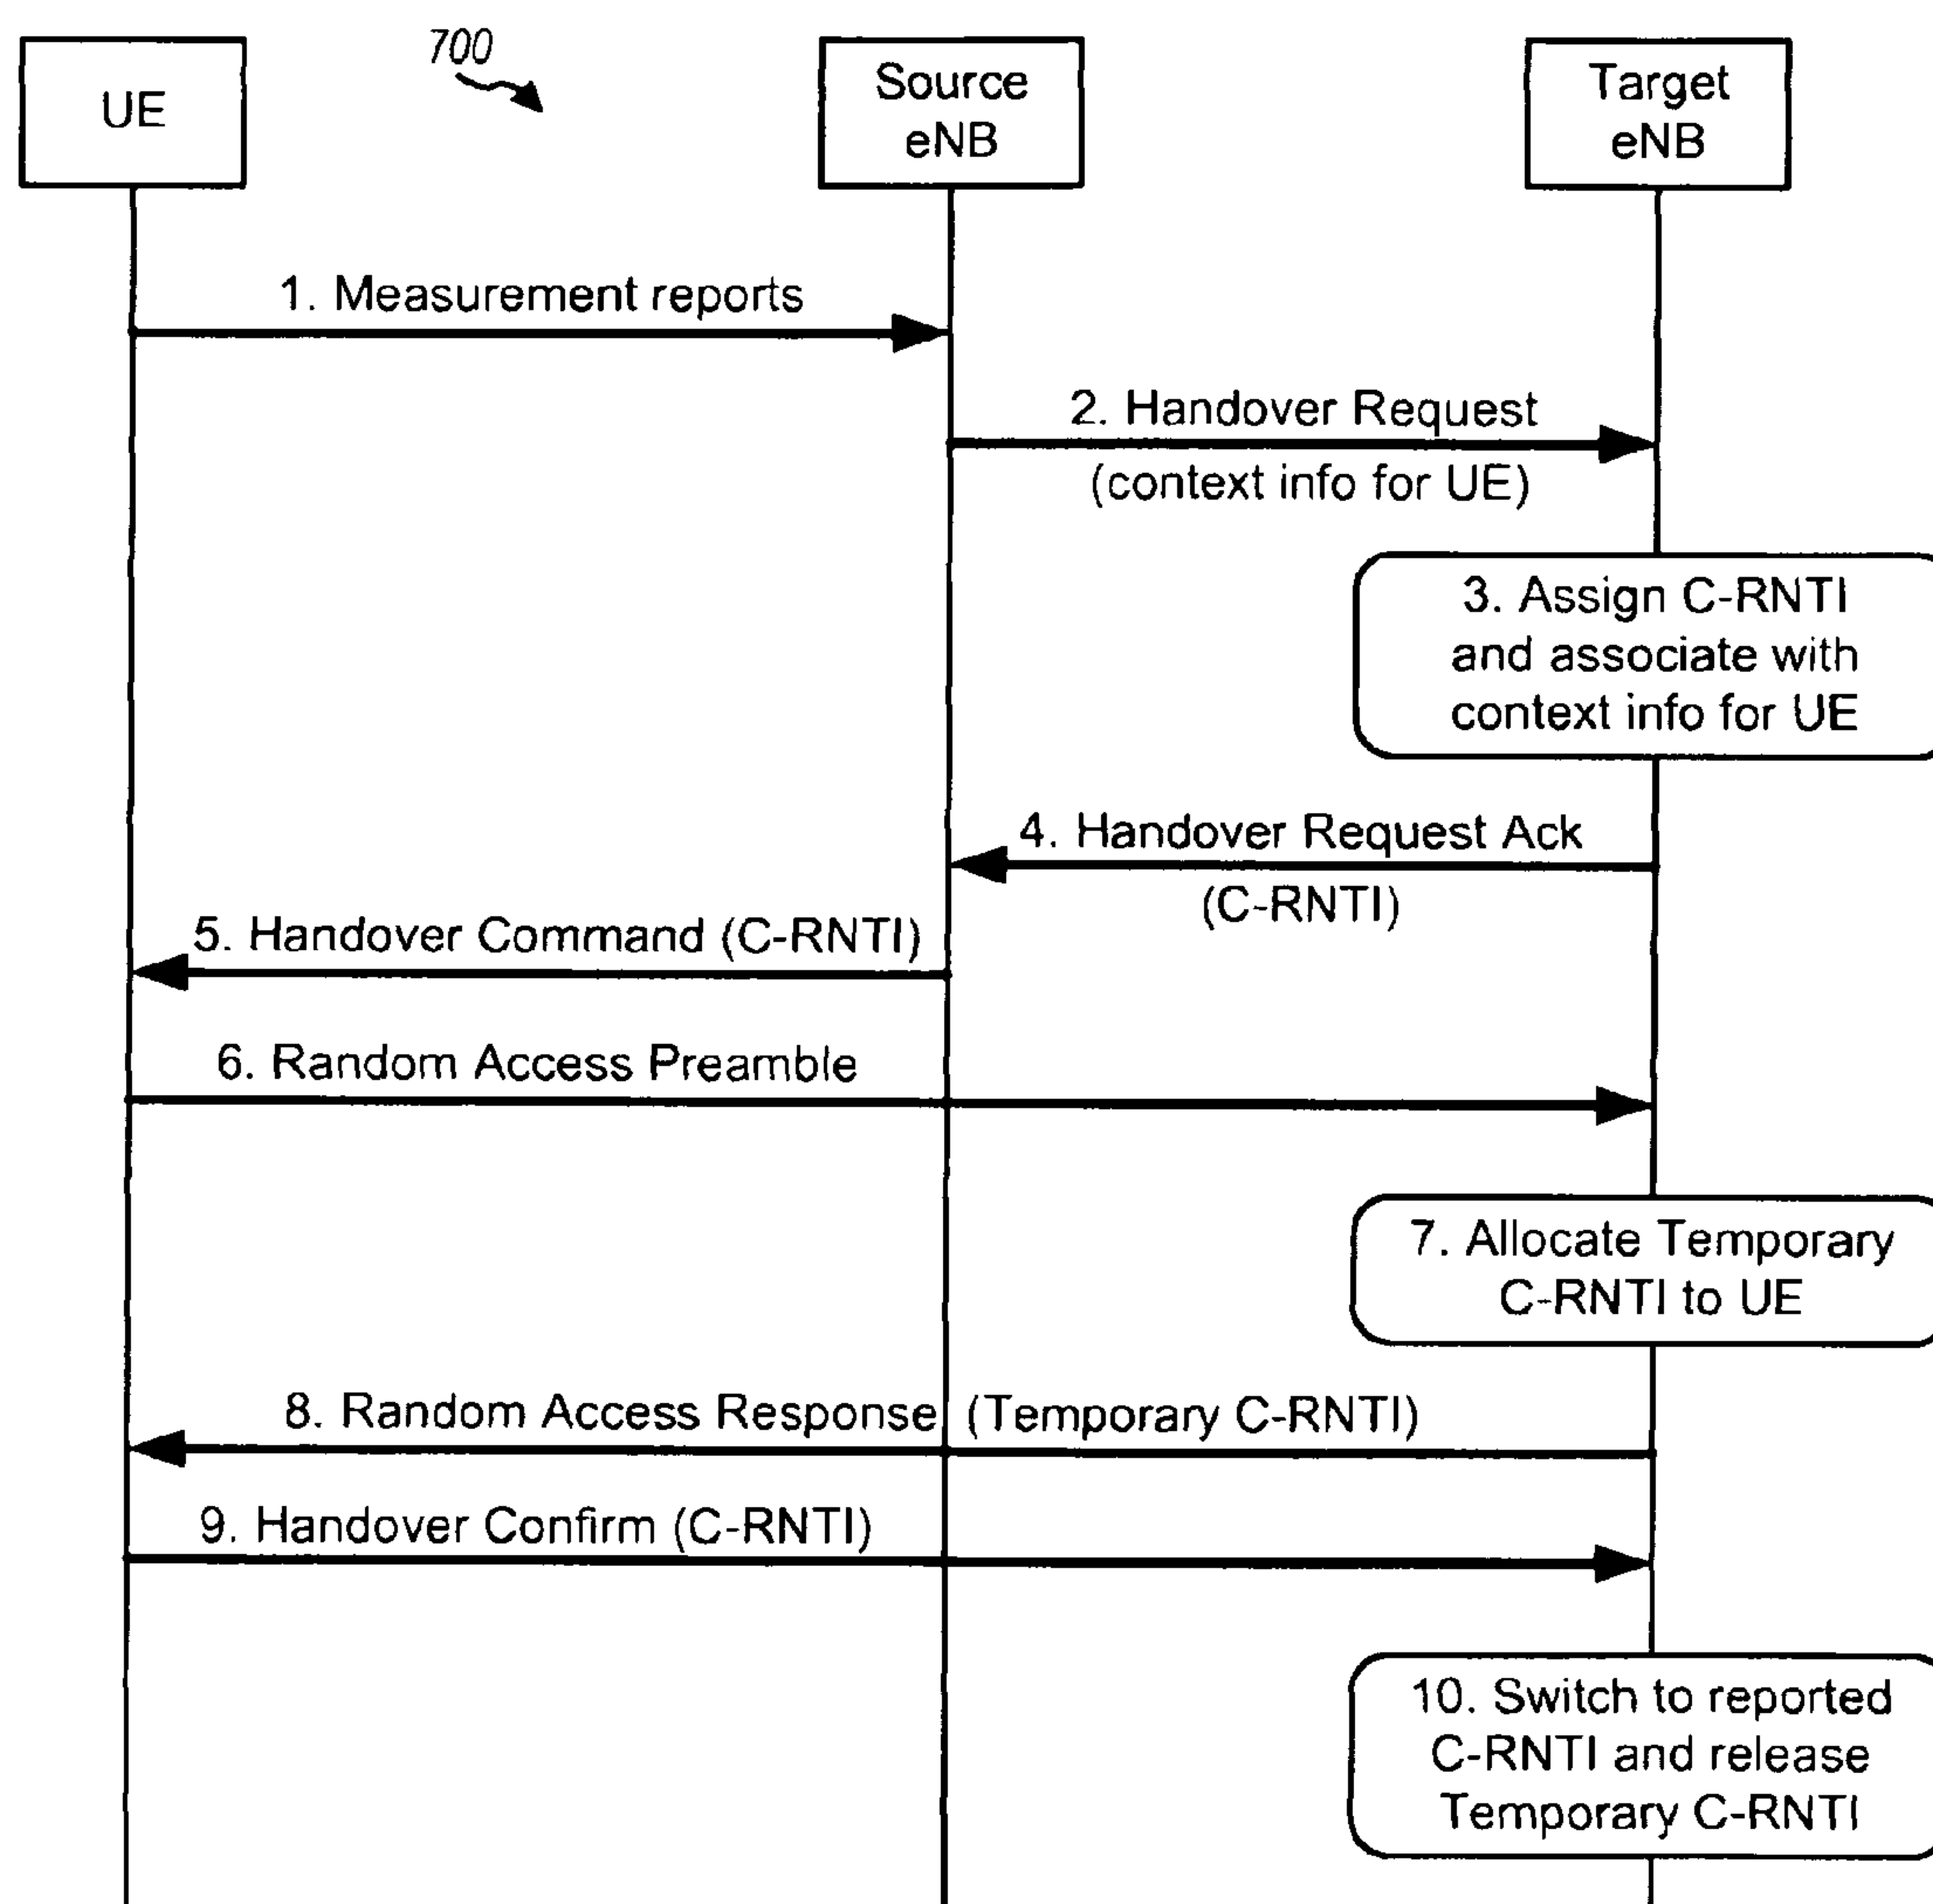 700
UE
Source
eNB
Target
eNB
1. Measurement reports
2. Handover Request
(context info for UE)
3. Assign C-RNTI
and associate with
context info for UE
4. Handover Request Ack
(C-RNTI)
5. Handover Command (C-RNTI)
6. Random Access Preamble
7. Allocate Temporary
C-RNTI to UE
8. Random Access Response (Temporary C-RNTI)
9. Handover Confirm (C-RNTI)
10. Switch to reported
C-RNTI and release
Temporary C-RNTI